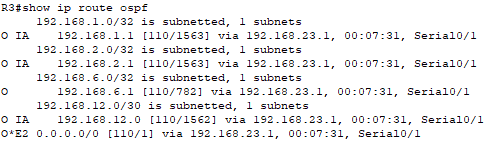 R3#show ip route ospf
     192.168.1.0/32 is subnetted, 1 subnets
O IA    192.168.1.1 [110/1563] via 192.168.23.1, 00:07:31, Serial0/1
     192.168.2.0/32 is subnetted, 1 subnets
O IA    192.168.2.1 [110/1563] via 192.168.23.1, 00:07:31, Serial0/1
     192.168.6.0/32 is subnetted, 1 subnets
O       192.168.6.1 [110/782] via 192.168.23.1, 00:07:31, Serial0/1
     192.168.12.0/30 is subnetted, 1 subnets
O IA    192.168.12.0 [110/1562] via 192.168.23.1, 00:07:31, Serial0/1
O*E2 0.0.0.0/0 [110/1] via 192.168.23.1, 00:07:31, Serial0/1